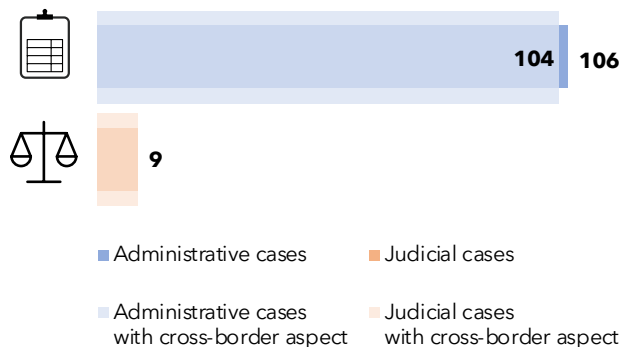 104 106
9
Administrative cases
Judicial cases
Administrative cases
with cross-border aspect
Judicial cases
with cross-border aspect